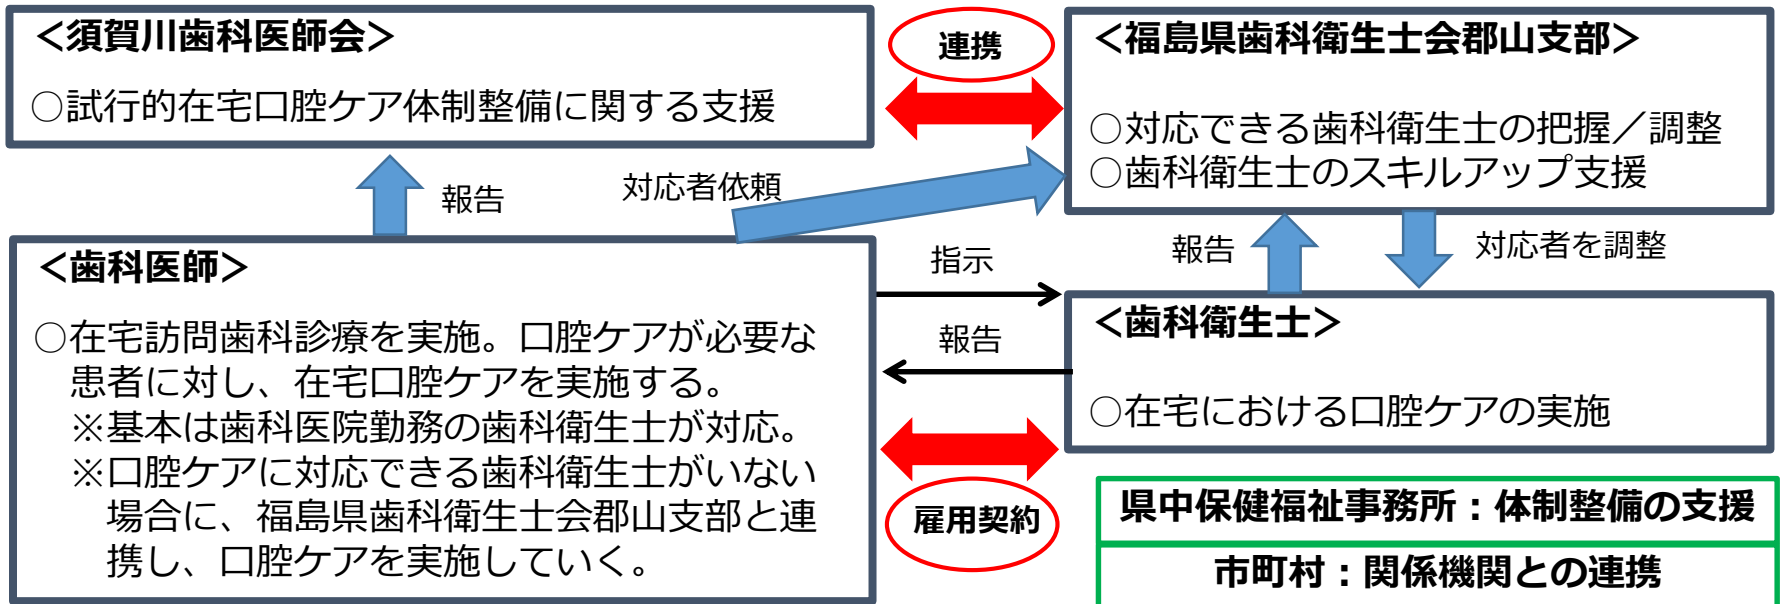 ＜須賀川歯科医師会＞
○試行的在宅口腔ケア体制整備に関する支援
連携
＜福島県歯科衛生士会郡山支部＞
○対応できる歯科衛生士の把握／調整
○歯科衛生士のスキルアップ支援
報告
対応者依頼
報告
対応者を調整
＜歯科医師＞
○在宅訪問歯科診療を実施。口腔ケアが必要な
患者に対し、在宅口腔ケアを実施する。
※基本は歯科医院勤務の歯科衛生士が対応。
※口腔ケアに対応できる歯科衛生士がいない
場合に、福島県歯科衛生士会郡山支部と連
携し、口腔ケアを実施していく。
指示
報告
雇用契約
＜歯科衛生士＞
○在宅における口腔ケアの実施
県中保健福祉事務所：体制整備の支援
市町村：関係機関との連携